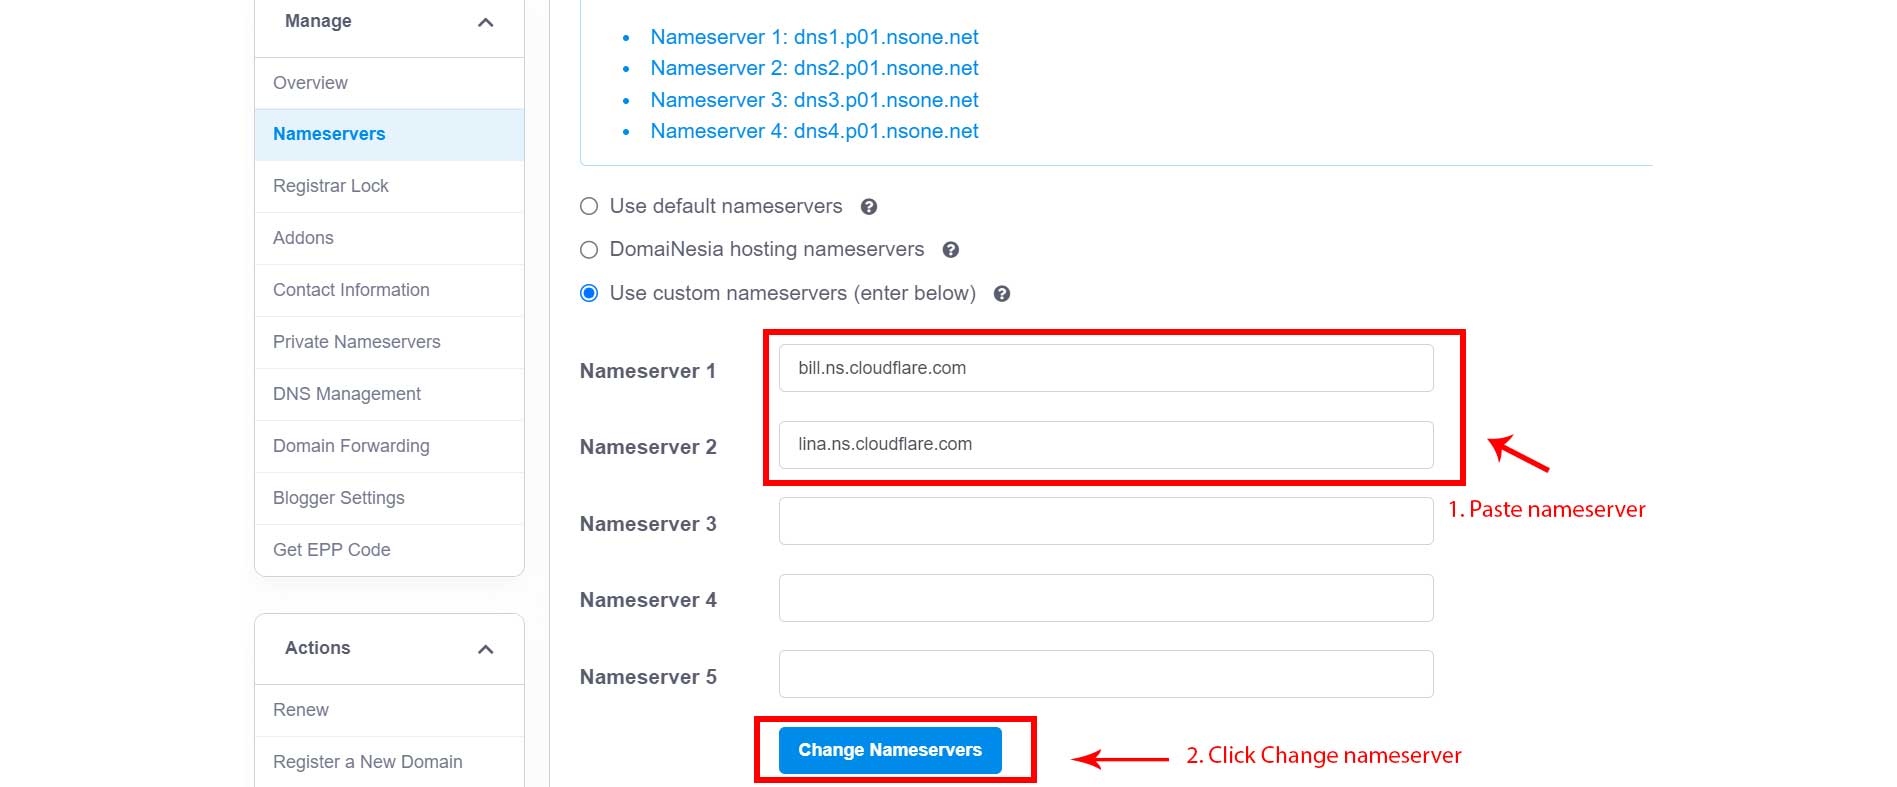 Manage
Overview
Nameservers
Registrar Lock
Addons
Contact Information
Private Nameservers
DNS Management
Domain Forwarding
Blogger Settings
Get EPP Code
Actions
Renew
Register a New Domain
• Nameserver 1: dns1.p01.nsone.net
• Nameserver 2: dns2.p01.nsone.net
• Nameserver 3: dns3.p01.nsone.net
• Nameserver 4: dns4.p01.nsone.net
Use default nameservers ?
DomaiNesia hosting nameservers ?
Use custom nameservers (enter below) ?
Nameserver 1 bill.ns.cloudflare.com
Nameserver 2 lina.ns.cloudflare.com
1. Paste nameserver
Nameserver 3
Nameserver 4
Nameserver 5
Change Nameservers
2. Click Change nameserver